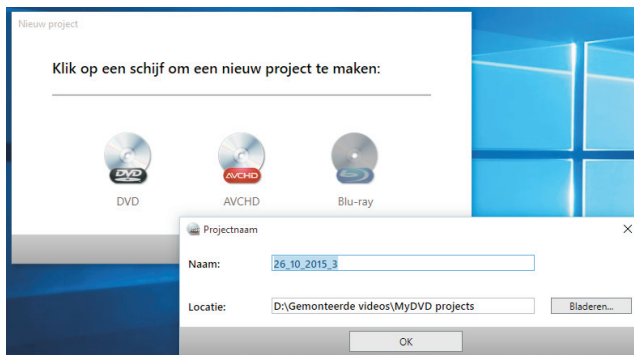 Nieuw project
Klik op een schijf om een nieuw project te maken:
DVD AVCHD
DVD AVCHD Blu-ray
Projectnaam
Naam: 26_10_2015_3
Locatie: D:\Gemonteerde videos\MyDVD projects Bladeren...
OK